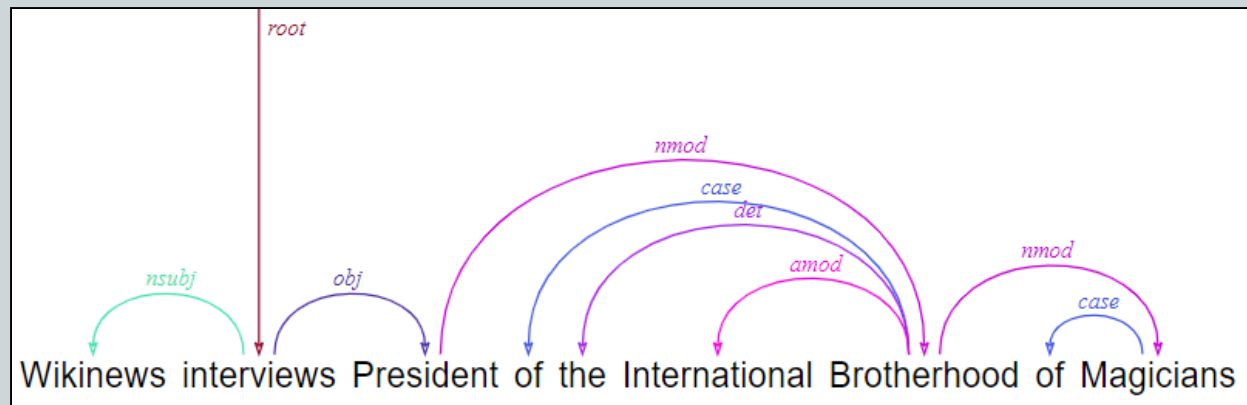 root
nmod
case
det
nmod
amod
nsubj
obj
case
Wikinews interviews President of the International Brotherhood of Magicians